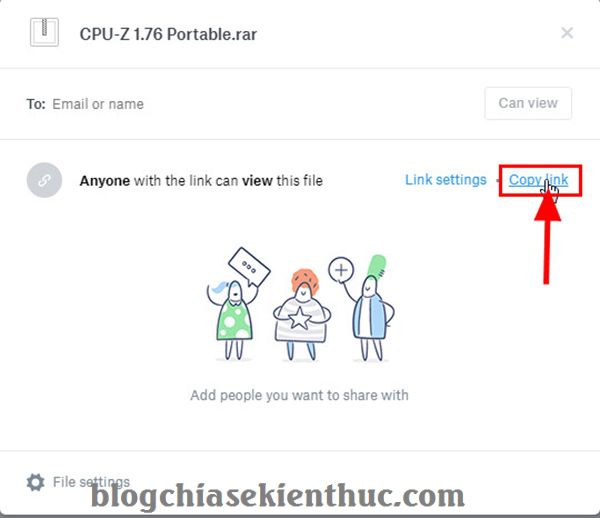 CPU-Z 1.76 Portable.rar
To: Email or name
Can view
Anyone with the link can view this file
Link settings • Copy link
Add people you want to share with
File settings
blogchiasekienthuc.com